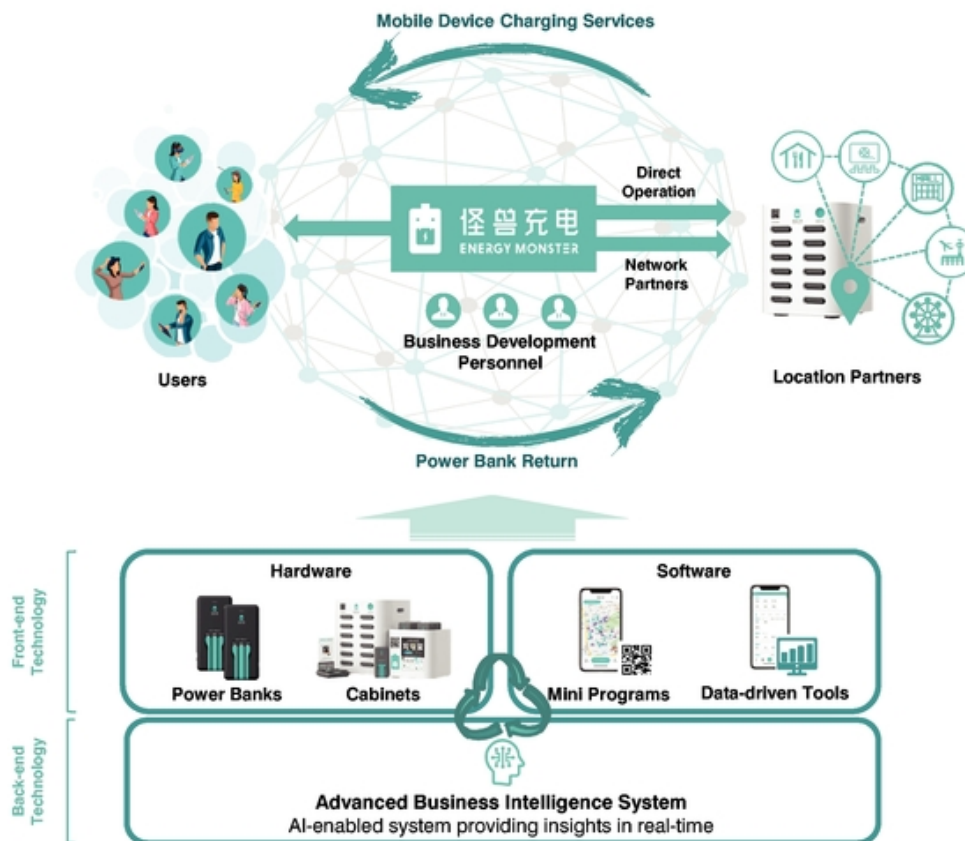 Mobile Device Charging Services
Direct
Operation
怪兽充电
ENERGY MONSTER
Network
Partners
Business Development
Personnel
Users
Location Partners
Power Bank Return
Front-end
Technology
Hardware
Software
Power Banks
Cabinets
Mini Programs
Data-driven Tools
Back-end
Technology
Advanced Business Intelligence System
AI-enabled system providing insights in real-time